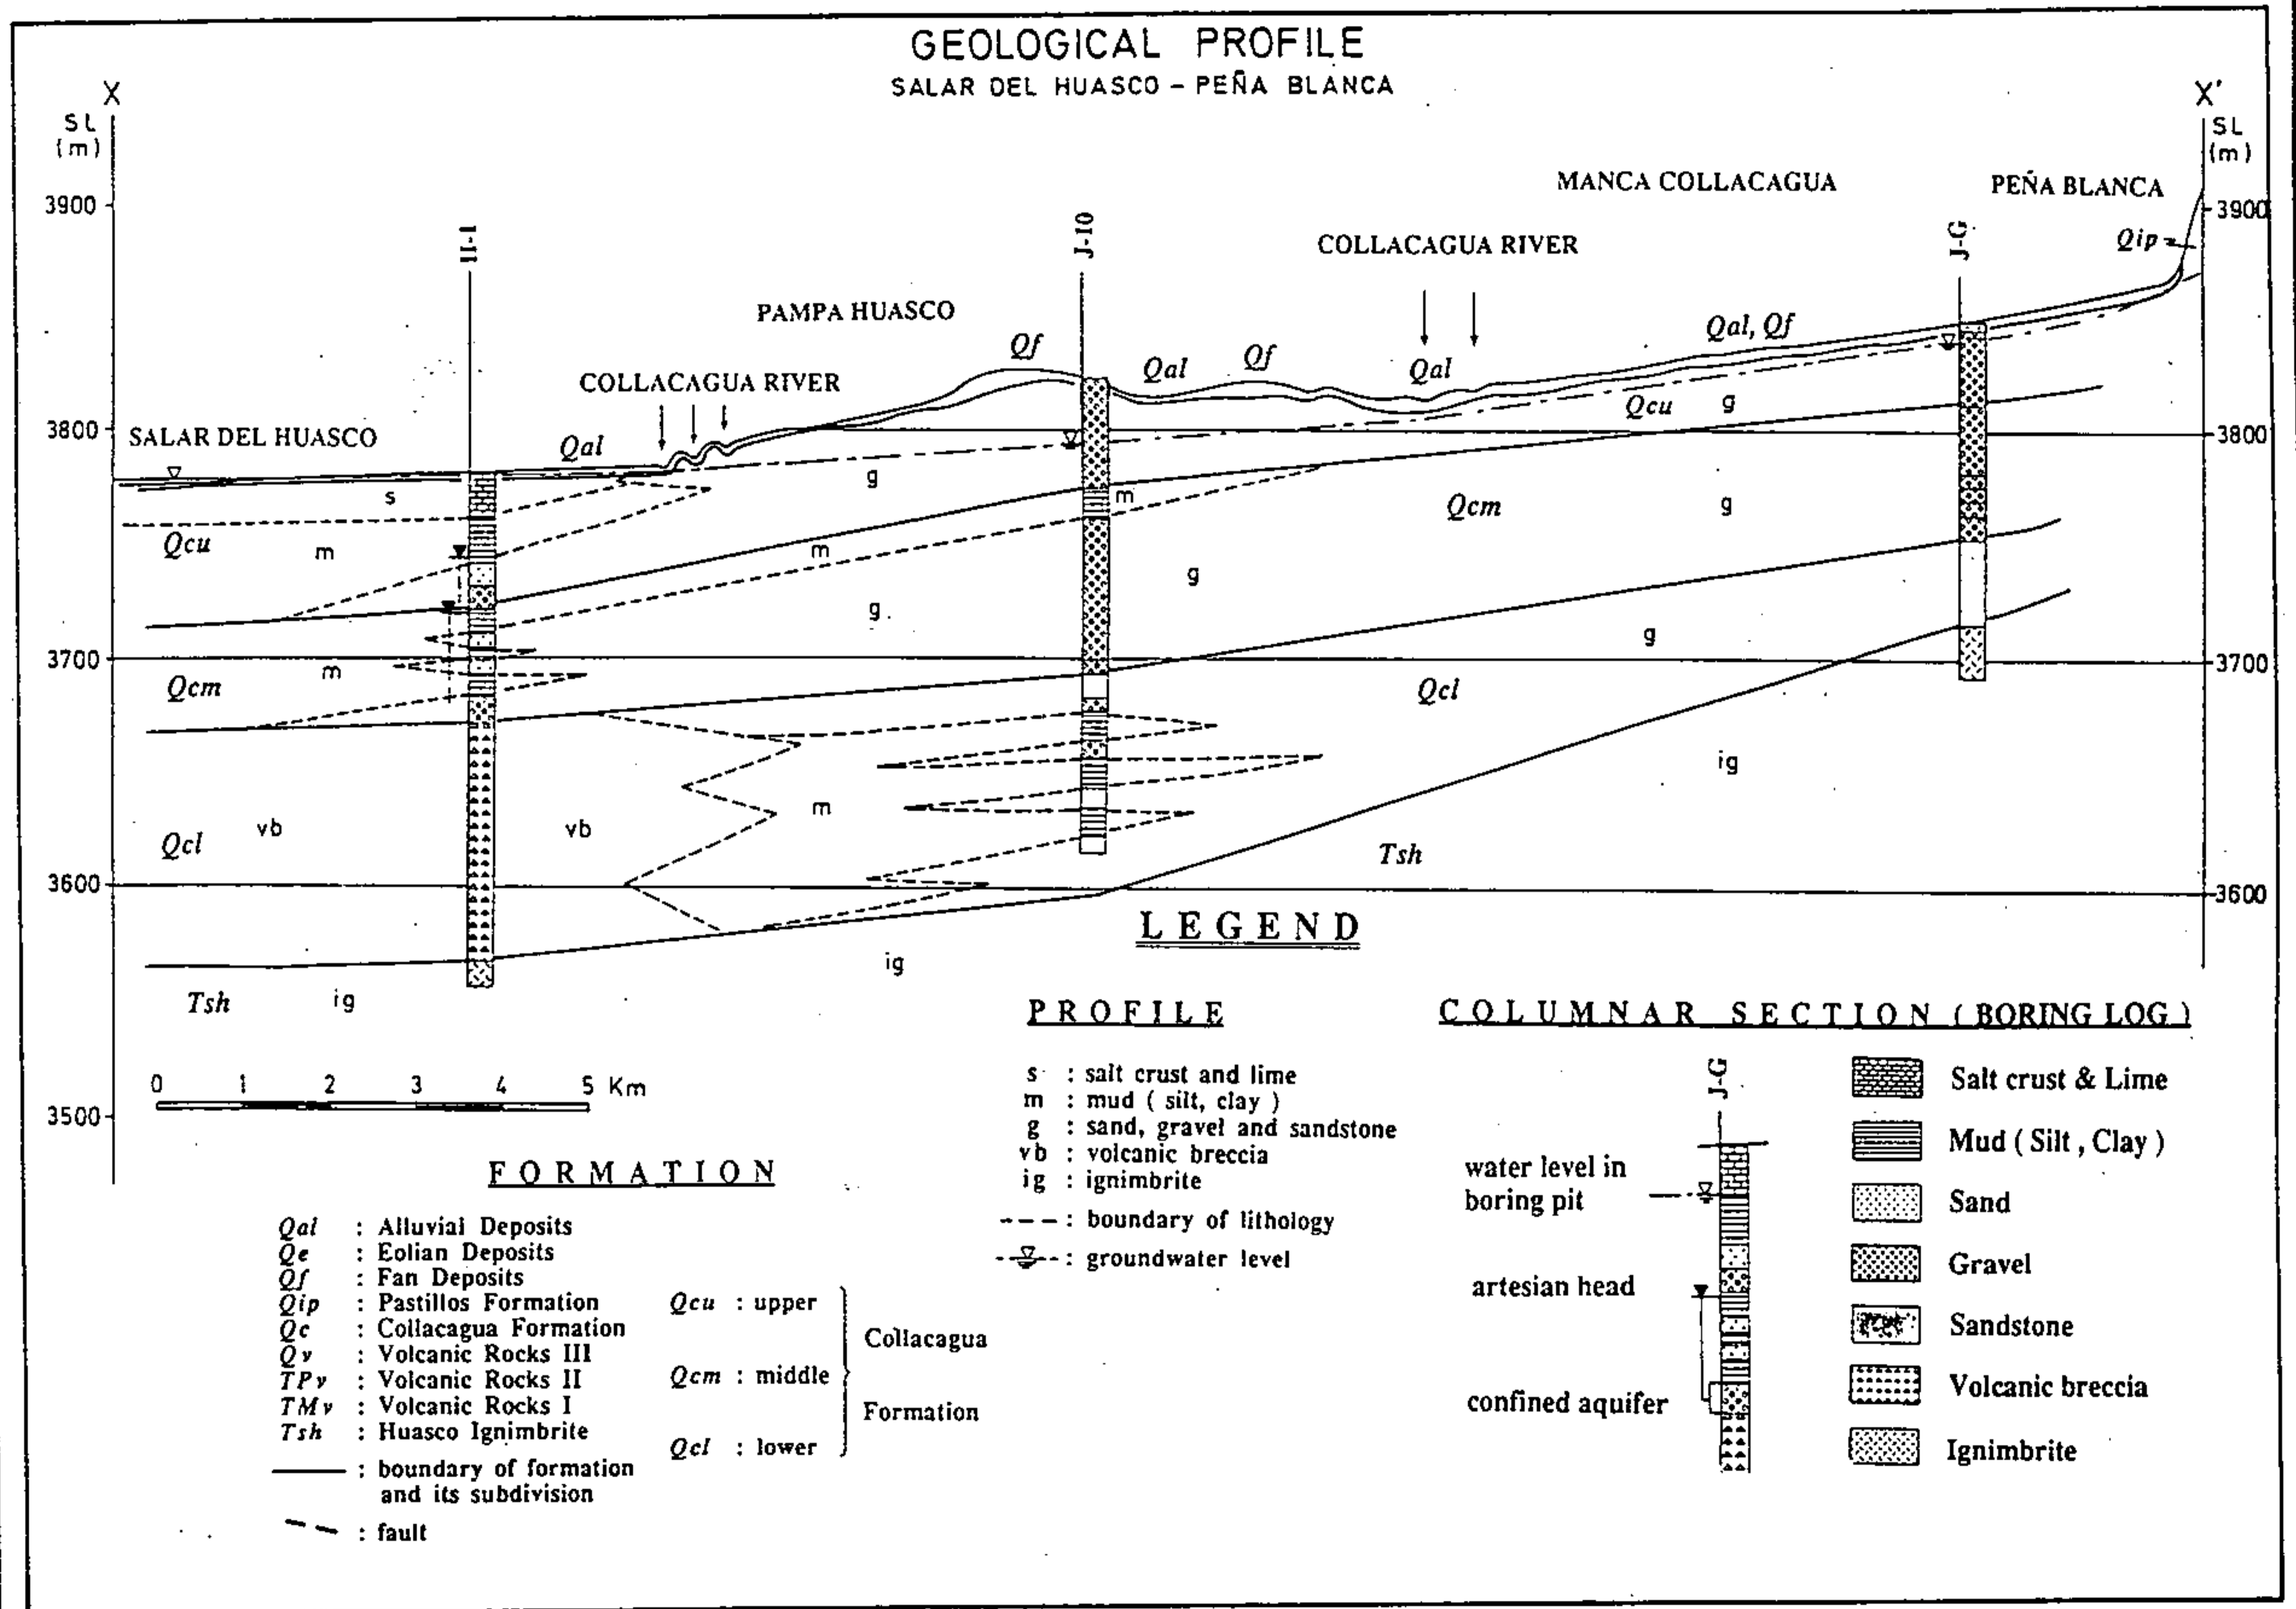 GEOLOGICAL PROFILE
SALAR DEL HUASCO - PEÑA BLANCA
X
X'
SL
(m)
SL
(m)
MANCA COLLACAGUA
PEÑA BLANCA
3900
3900
J-10
J-G
COLLACAGUA RIVER
Qip
PAMPA HUASCO
Qf
Qal, Qf
COLLACAGUA RIVER
Qal
Qf
Qal
Qcu
g
SALAR DEL HUASCO
Qal
3800
3800
s
g
m
Qcm
g
Qcu
m
m
g
g
g
3700
m
3700
Qcm
Qcl
ig
vb
vb
m
Qcl
Tsh
3600
3600
ig
Tsh
ig
LEGEND
0 1 2 3 4 5 Km
3500
PROFILE
s : salt crust and lime
m : mud ( silt, clay )
g : sand, gravel and sandstone
vb : volcanic breccia
ig : ignimbrite
--- : boundary of lithology
: groundwater level
COLUMNAR SECTION ( BORING LOG )
J-G
water level in
boring pit
artesian head
confined aquifer
Salt crust & Lime
Mud ( Silt , Clay )
Sand
Gravel
Sandstone
Volcanic breccia
Ignimbrite
FORMATION
Qal : Alluvial Deposits
Qe : Eolian Deposits
Qf : Fan Deposits
Qip : Pastillos Formation
Qc : Collacagua Formation
Qv : Volcanic Rocks III
TPv : Volcanic Rocks II
TMv : Volcanic Rocks I
Tsh : Huasco Ignimbrite
: boundary of formation
and its subdivision
: fault
Qcu : upper
Qcm : middle
Qcl : lower
Collacagua
Formation